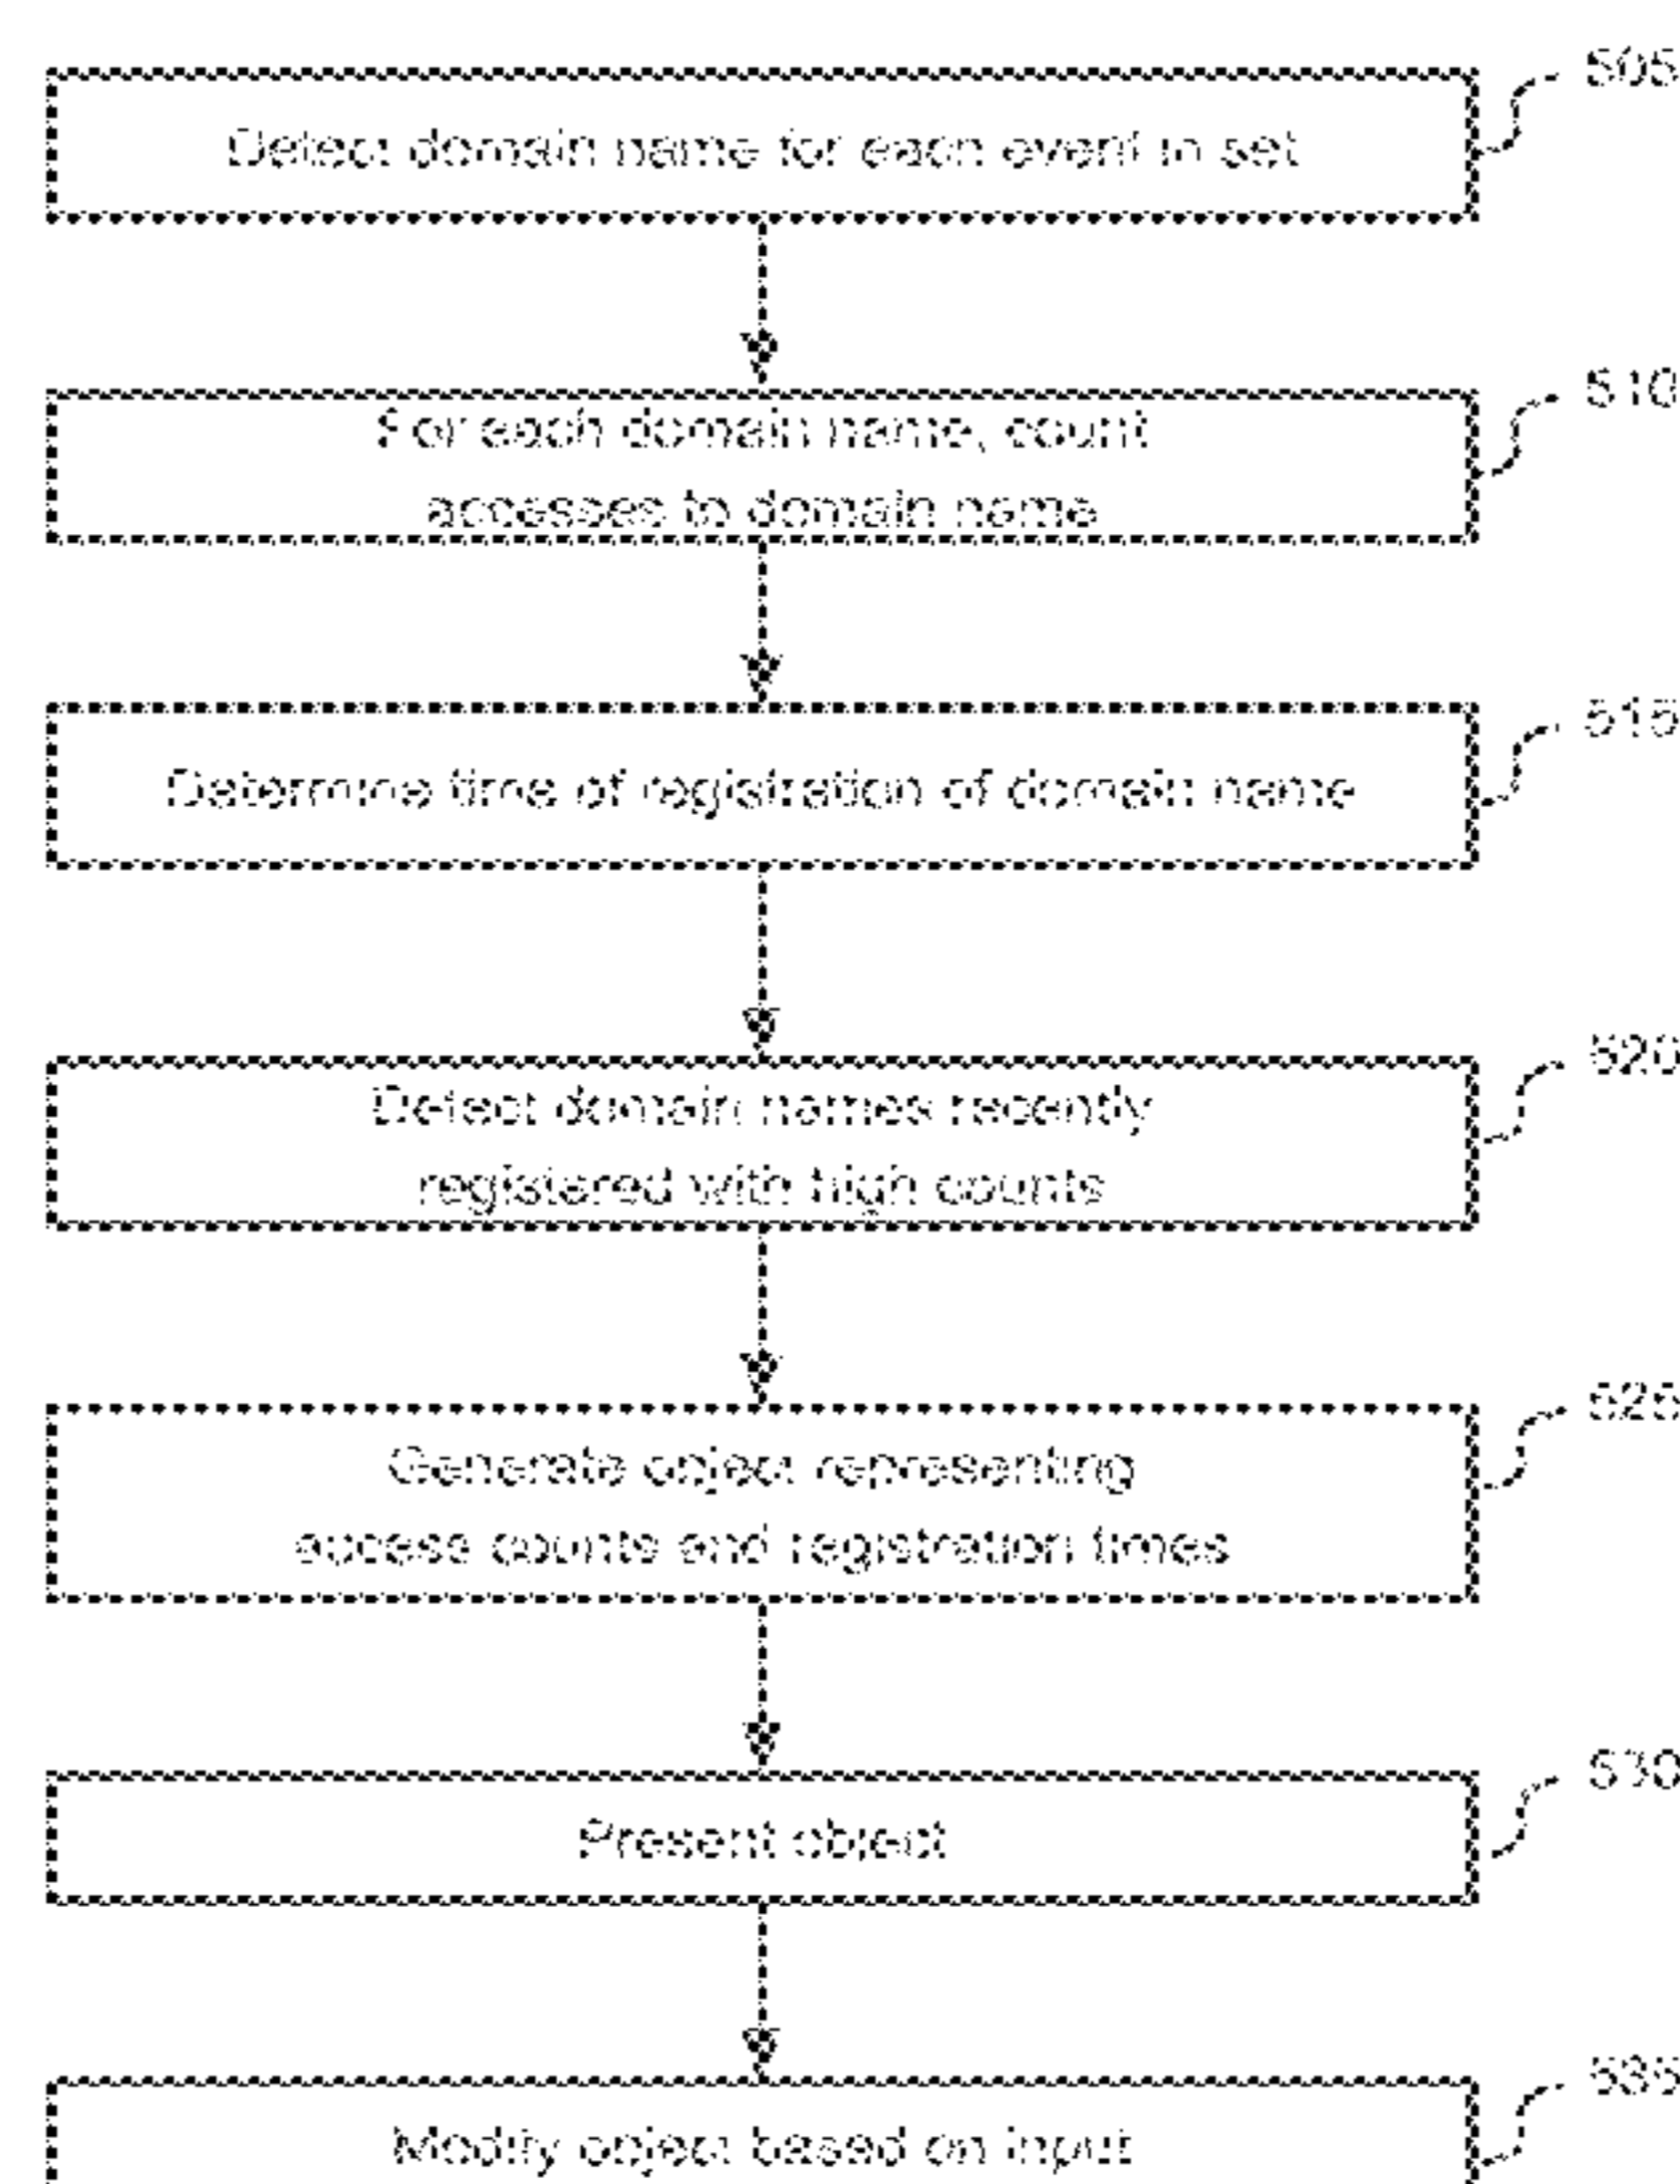 505
Detect domain name for each event in set
510
For each domain name, count
accesses to domain name
515
Determine time of registration of domain name
520
Detect domain names recently
registered with high counts
525
Generate object representing
access counts and registration times
530
Present object
535
Modify object based on input